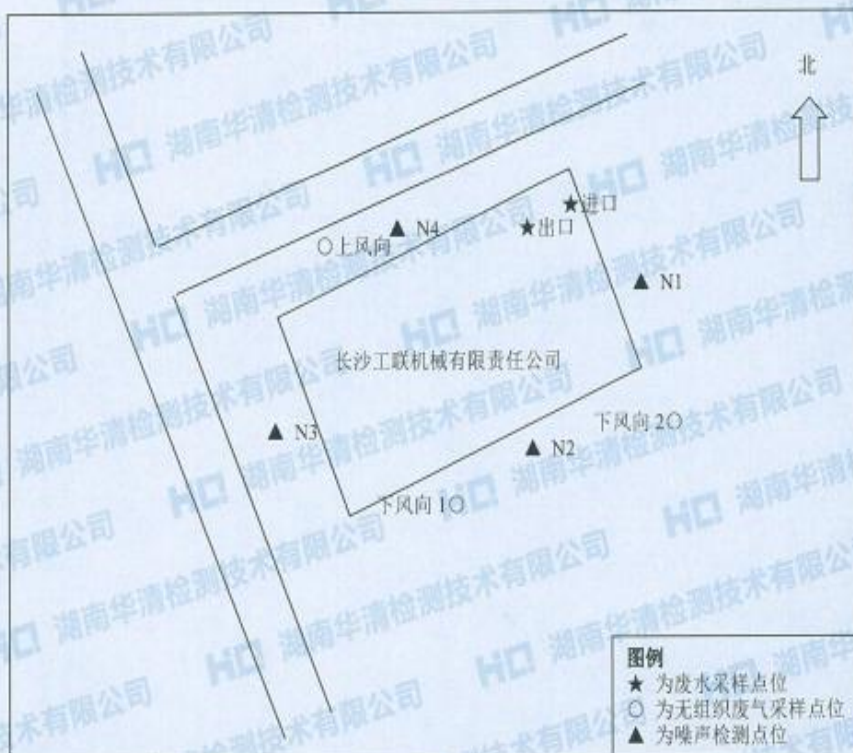 北
★进口
★出口
▲ N4
○上风向
▲ N1
长沙工联机械有限责任公司
下风向 2○
▲ N3
▲ N2
下风向 1○
图例
★ 为废水采样点位
○ 为无组织废气采样点位
▲ 为噪声检测点位
HQ 湖南华清检测技术有限公司